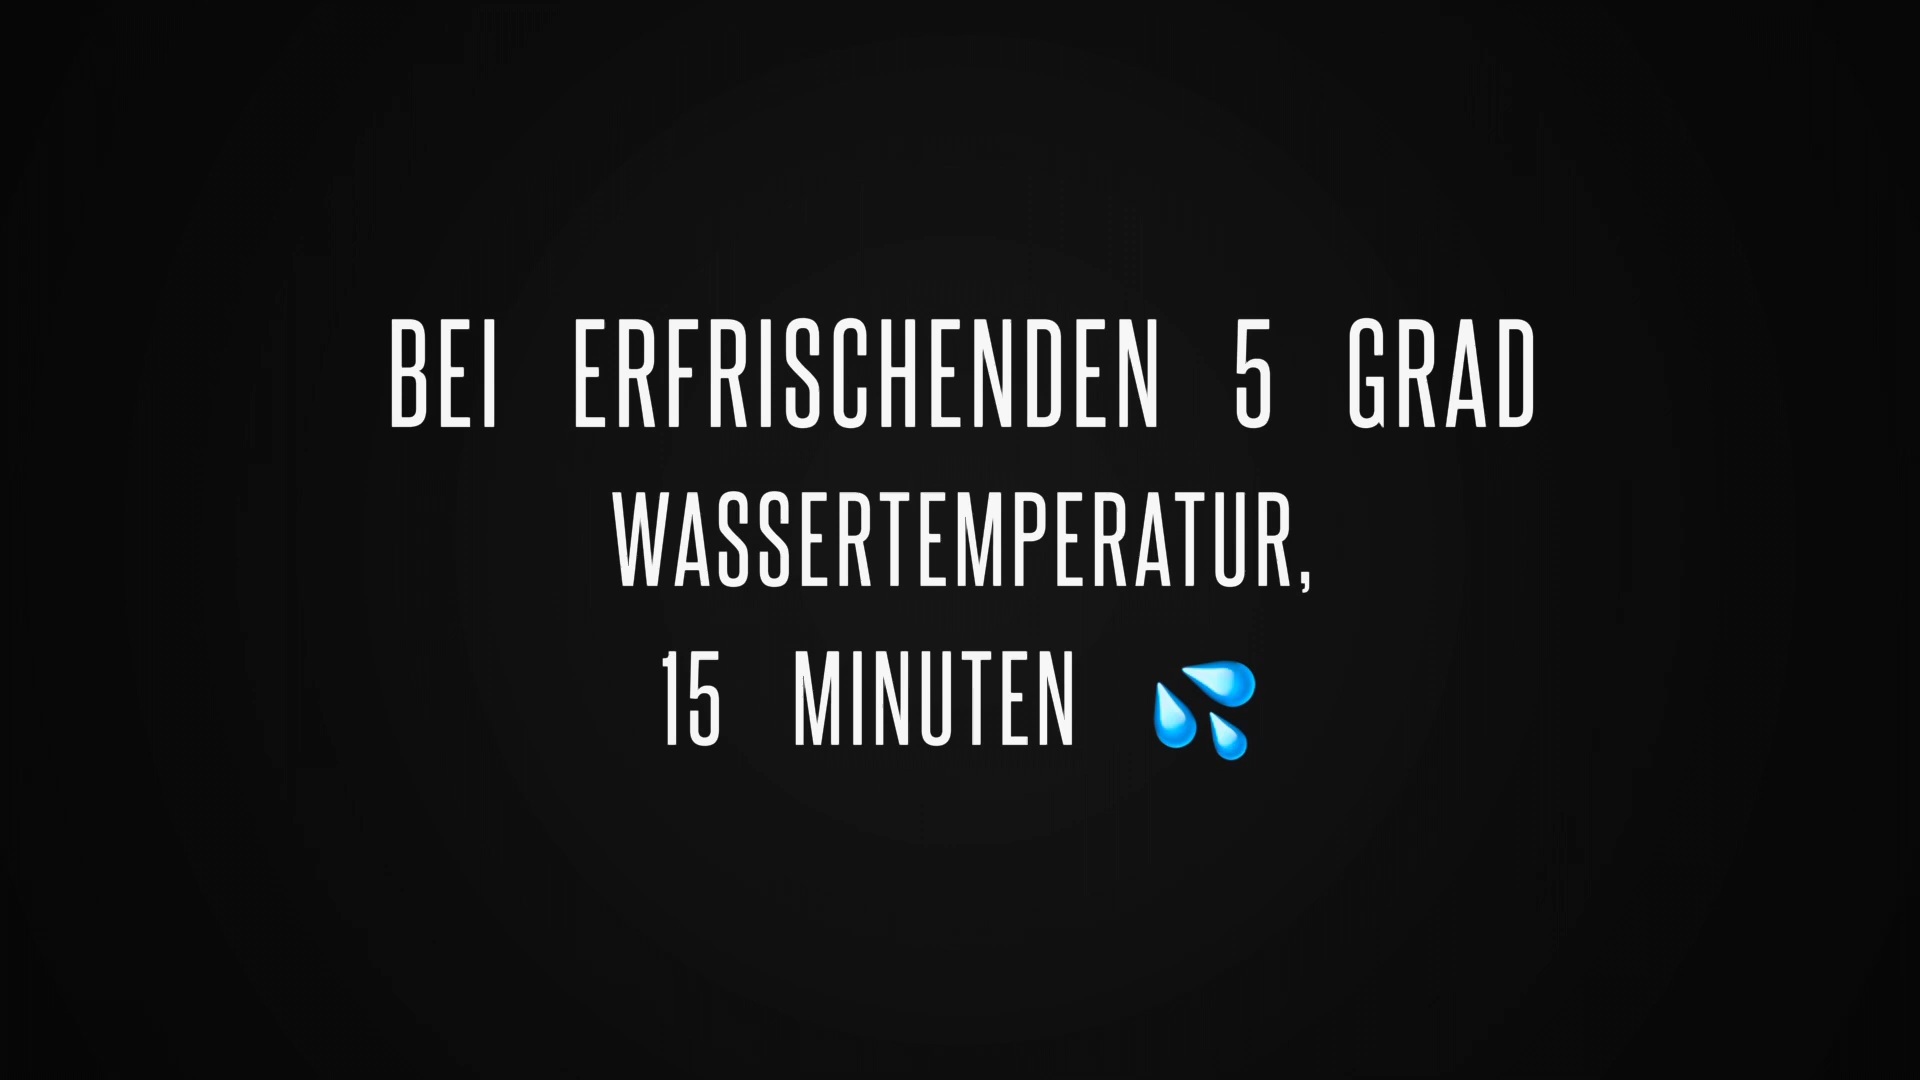 BEI ERFRISCHENDEN 5 GRAD
WASSERTEMPERATUR,
15 MINUTEN 💦